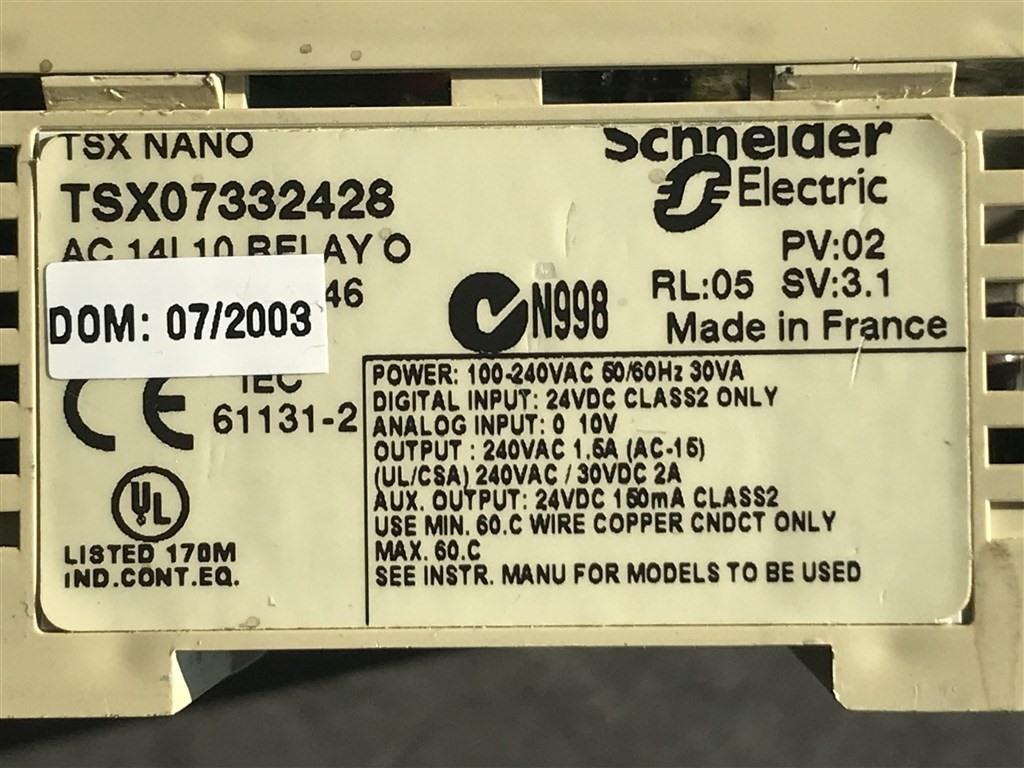 TSX NANO
TSX07332428
AC 14I 10 RELAY O
46
DOM: 07/2003
CE
IEC
61131-2
UL
LISTED 170M
IND.CONT.EQ.
Schneider
Electric
PV:02
RL:05 SV:3.1
N998
Made in France
POWER: 100-240VAC 50/60Hz 30VA
DIGITAL INPUT: 24VDC CLASS2 ONLY
ANALOG INPUT: 0 10V
OUTPUT : 240VAC 1.5A (AC-15)
(UL/CSA) 240VAC / 30VDC 2A
AUX. OUTPUT: 24VDC 150mA CLASS2
USE MIN. 60.C WIRE COPPER CNDCT ONLY
MAX. 60.C
SEE INSTR. MANU FOR MODELS TO BE USED